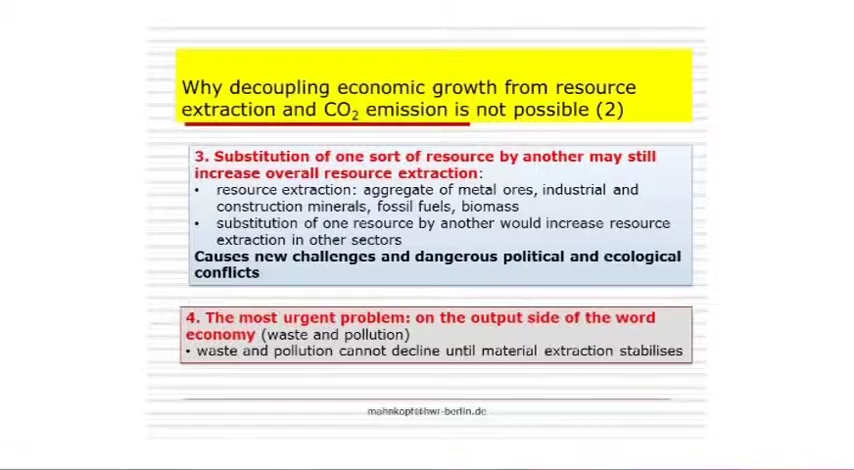 Why decoupling economic growth from resource
extraction and CO₂ emission is not possible (2)
3. Substitution of one sort of resource by another may still
increase overall resource extraction:
• resource extraction: aggregate of metal ores, industrial and
construction minerals, fossil fuels, biomass
• substitution of one resource by another would increase resource
extraction in other sectors
Causes new challenges and dangerous political and ecological
conflicts
4. The most urgent problem: on the output side of the word
economy (waste and pollution)
• waste and pollution cannot decline until material extraction stabilises
mahnkopf@hwr-berlin.de